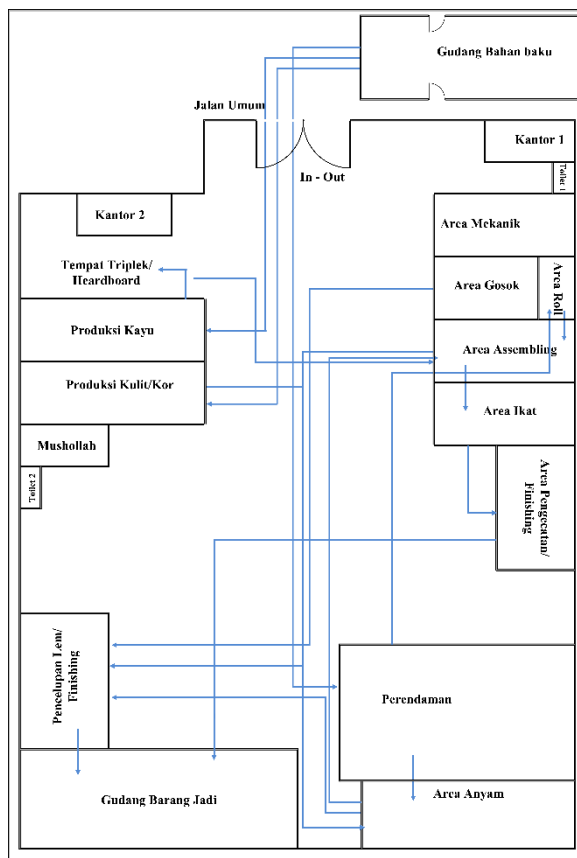 Gudang Bahan baku
Jalan Umum
In - Out
Kantor 1
Toilet 1
Kantor 2
Area Mekanik
Tempat Triplek/
Heardboard
Area Gosok
Area Roll
Produksi Kayu
Area Assembling
Produksi Kulit/Kor
Area Ikat
Mushollah
Toilet 2
Area Pengecatan/
Finishing
Pencelupan Lem/
Finishing
Perendaman
Area Anyam
Gudang Barang Jadi